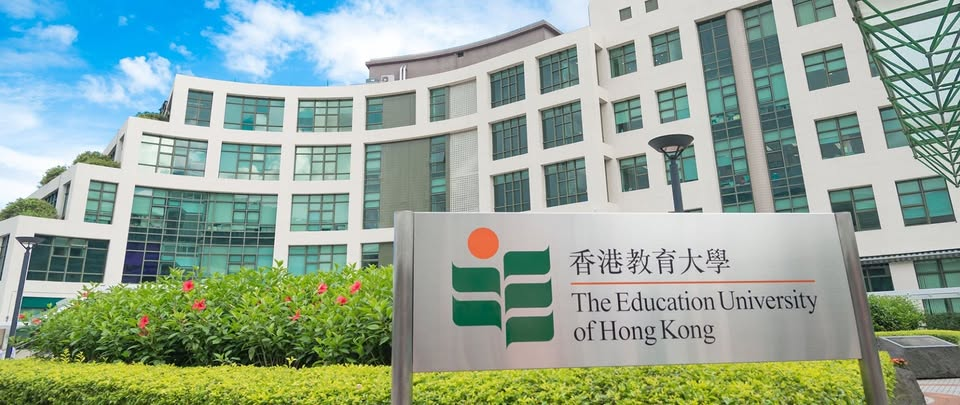 香港教育大學
The Education University
of Hong Kong